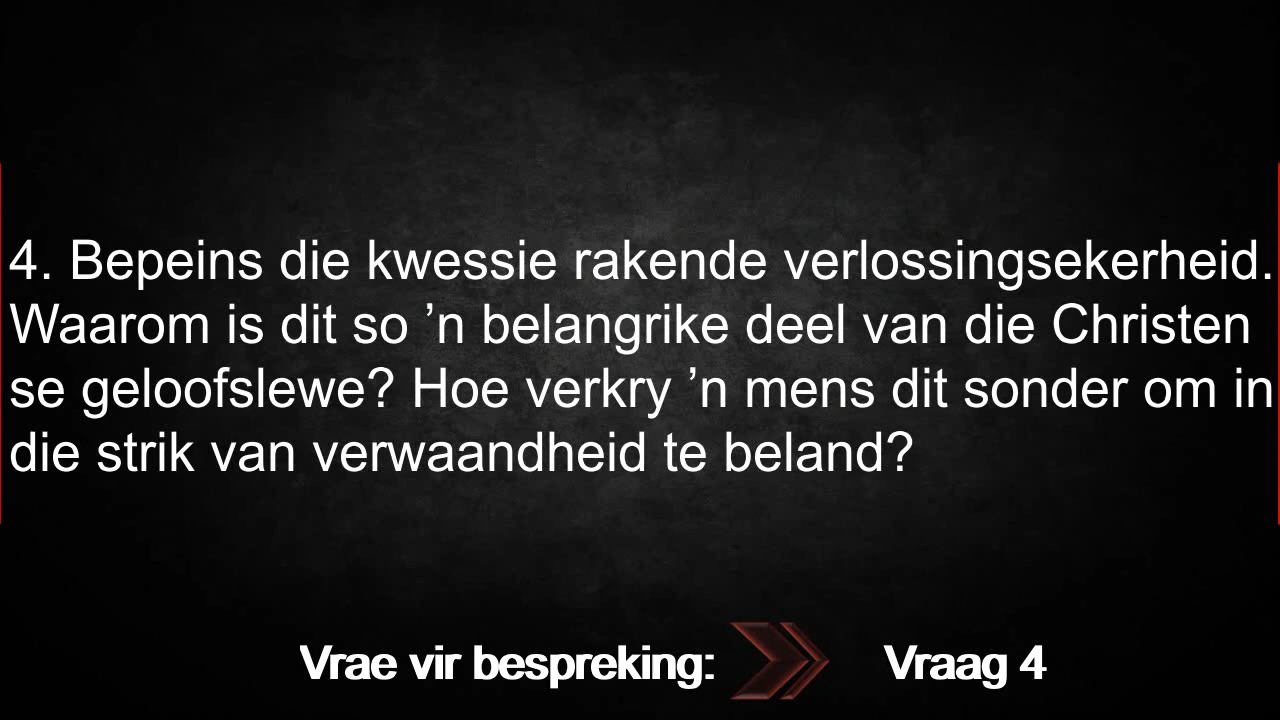 4. Bepeins die kwessie rakende verlossingsekerheid.
Waarom is dit so ’n belangrike deel van die Christen
se geloofslewe? Hoe verkry ’n mens dit sonder om in
die strik van verwaandheid te beland?
Vrae vir bespreking: Vraag 4